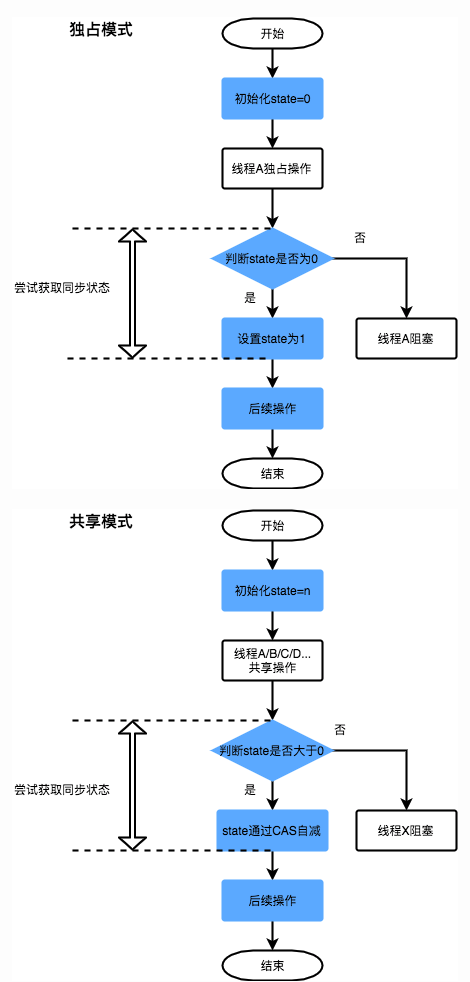 独占模式
开始
初始化state=0
线程A独占操作
判断state是否为0
否
是
尝试获取同步状态
设置state为1
线程A阻塞
后续操作
结束
共享模式
开始
初始化state=n
线程A/B/C/D...
共享操作
判断state是否大于0
否
是
尝试获取同步状态
state通过CAS自减
线程X阻塞
后续操作
结束